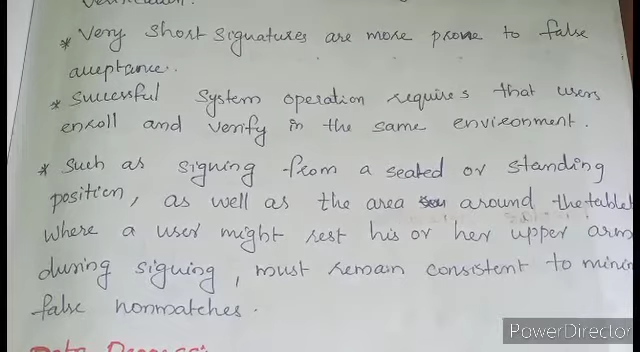 * Very short signatures are more prone to false
acceptance.
* Successful system operation requires that users
enroll and verify in the same environment.
* Such as signing from a seated or standing
position, as well as the area around the tablet
where a user might rest his or her upper arm
during signing, must remain consistent to
false nonmatches.
PowerDirector